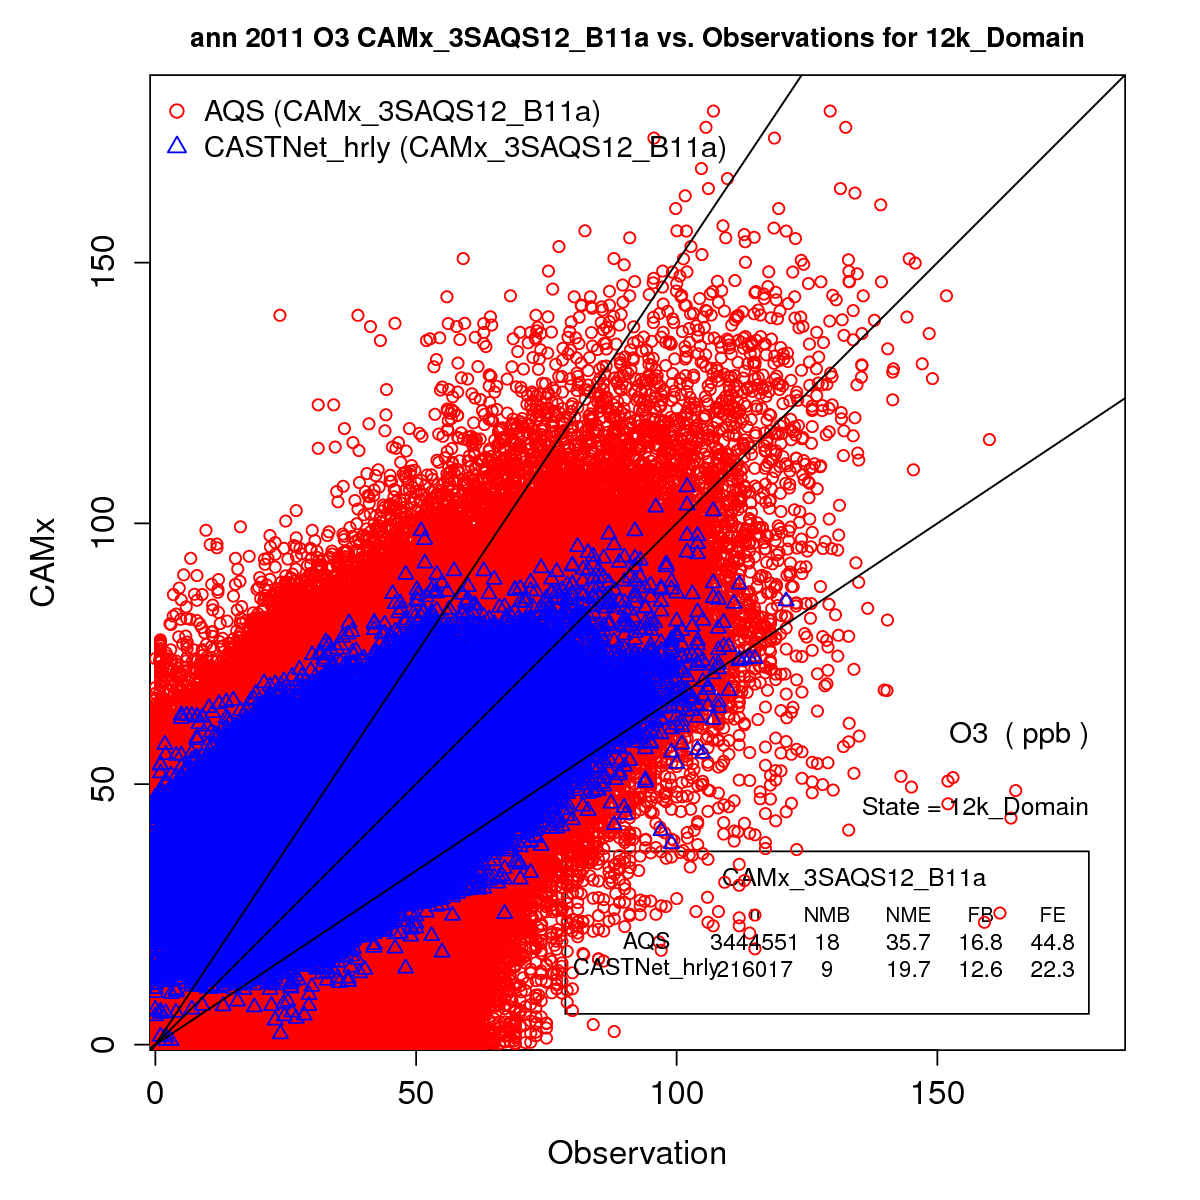 ann 2011 O3 CAMx_3SAQS12_B11a vs. Observations for 12k_Domain
AQS (CAMx_3SAQS12_B11a)
CASTNet_hrly (CAMx_3SAQS12_B11a)
150
100
50
0
CAMx
O3 ( ppb )
State = 12k_Domain
CAMx_3SAQS12_B11a
n NMB NME FB FE
AQS 3444551 18 35.7 16.8 44.8
CASTNet_hrly 216017 9 19.7 12.6 22.3
0 50 100 150
Observation